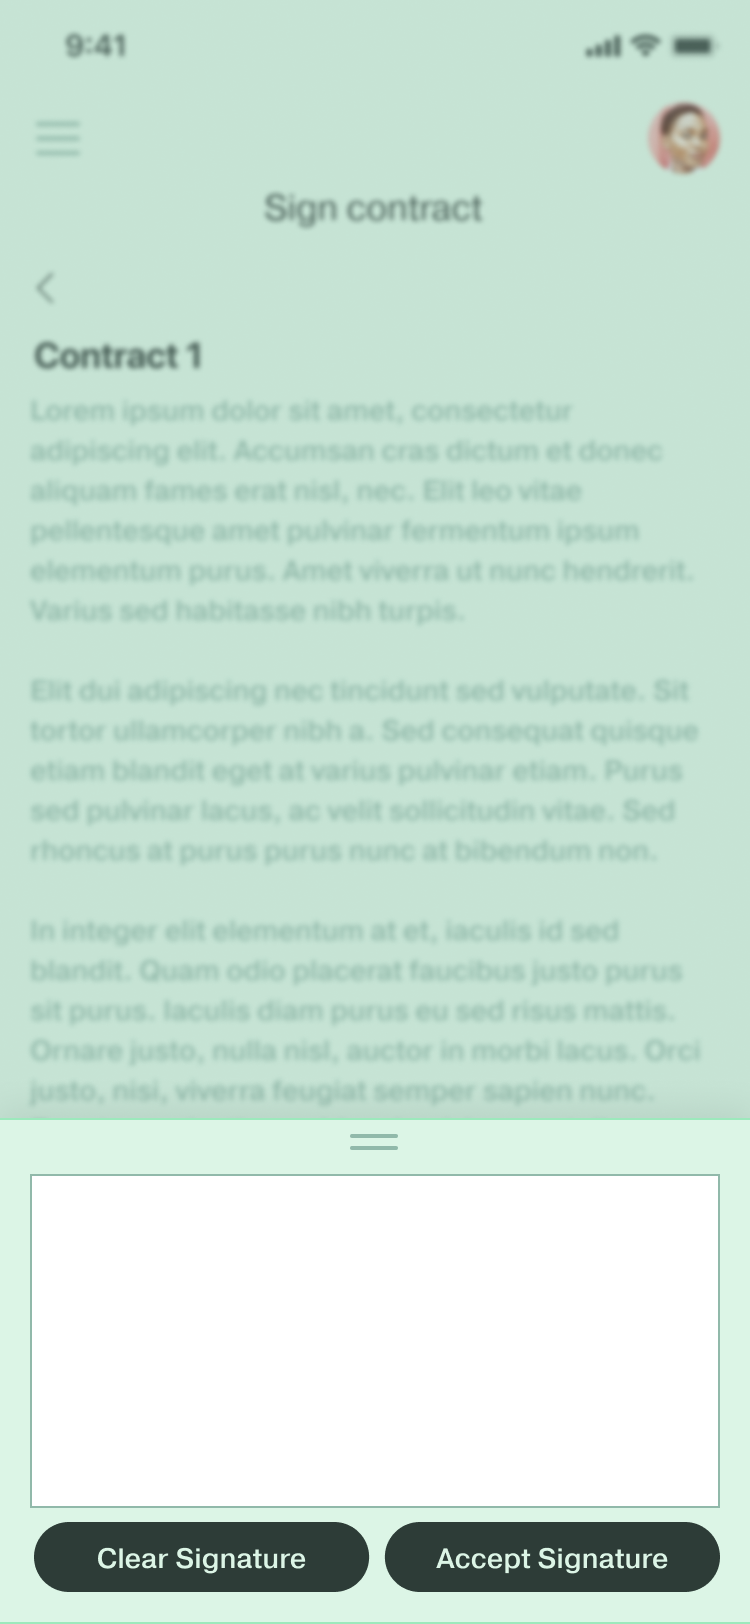 9:41
Sign contract
Contract 1
Lorem ipsum dolor sit amet, consectetur
adipiscing elit. Accumsan cras dictum et donec
aliquam fames erat nisl, nec. Elit leo vitae
pellentesque amet pulvinar fermentum ipsum
elementum purus. Amet viverra ut nunc hendrerit.
Varius sed habitasse nibh turpis.
Elit dui adipiscing nec tincidunt sed vulputate. Sit
tortor ullamcorper nibh a. Sed consequat quisque
etiam blandit eget at varius pulvinar etiam. Purus
sed pulvinar lacus, ac velit sollicitudin vitae. Sed
rhoncus at purus purus nunc at bibendum non.
In integer elit elementum at et, iaculis id sed
blandit. Quam odio placerat faucibus justo purus
sit purus. Iaculis diam purus eu sed risus mattis.
Ornare justo, nulla nisl, auctor in morbi lacus. Orci
justo, nisi, viverra feugiat semper sapien nunc.
Clear Signature
Accept Signature